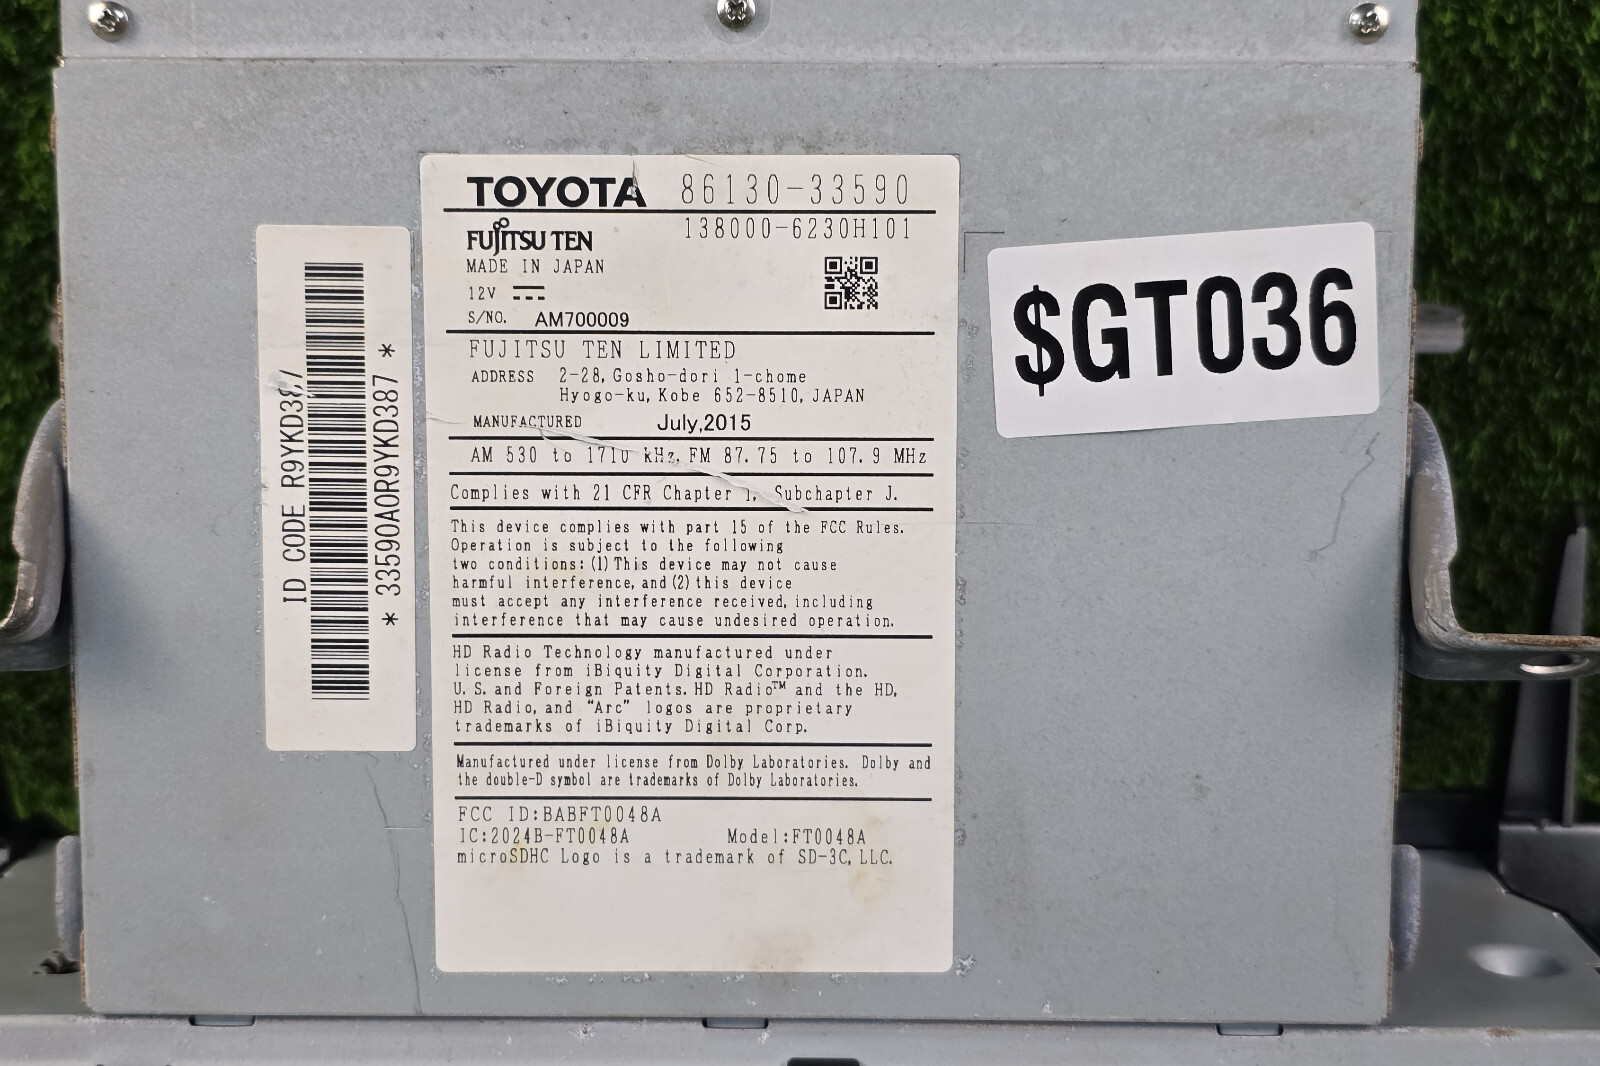 TOYOTA 86130-33590
FUJITSU TEN 138000-6230H101
MADE IN JAPAN
12V
S/NO. AM700009
FUJITSU TEN LIMITED
ADDRESS 2-28, Gosho-dori 1-chome
Hyogo-ku, Kobe 652-8510, JAPAN
MANUFACTURED July,2015
AM 530 to 1710 kHz, FM 87.75 to 107.9 MHz
Complies with 21 CFR Chapter 1, Subchapter J.
This device complies with part 15 of the FCC Rules.
Operation is subject to the following
two conditions: (1) This device may not cause
harmful interference, and (2) this device
must accept any interference received, including
interference that may cause undesired operation.
HD Radio Technology manufactured under
license from iBiquity Digital Corporation.
U.S. and Foreign Patents. HD Radio™ and the HD,
HD Radio, and “Arc” logos are proprietary
trademarks of iBiquity Digital Corp.
Manufactured under license from Dolby Laboratories. Dolby and
the double-D symbol are trademarks of Dolby Laboratories.
FCC ID:BABFT0048A
IC:2024B-FT0048A Model:FT0048A
microSDHC Logo is a trademark of SD-3C, LLC.
ID CODE R9YKD387
* 33590A0R9YKD387 *
$GT036